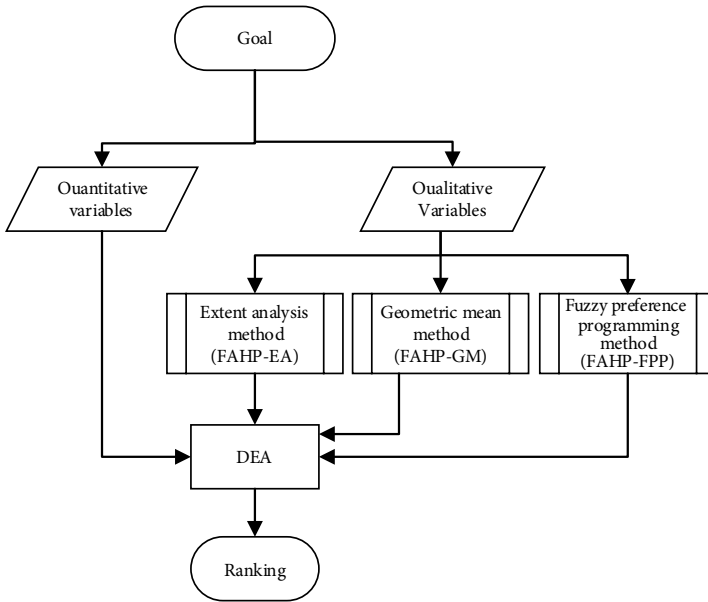 Goal
Ouantitative
variables
Oualitative
Variables
Extent analysis
method
(FAHP-EA)
Geometric mean
method
(FAHP-GM)
Fuzzy preference
programming
method
(FAHP-FPP)
DEA
Ranking